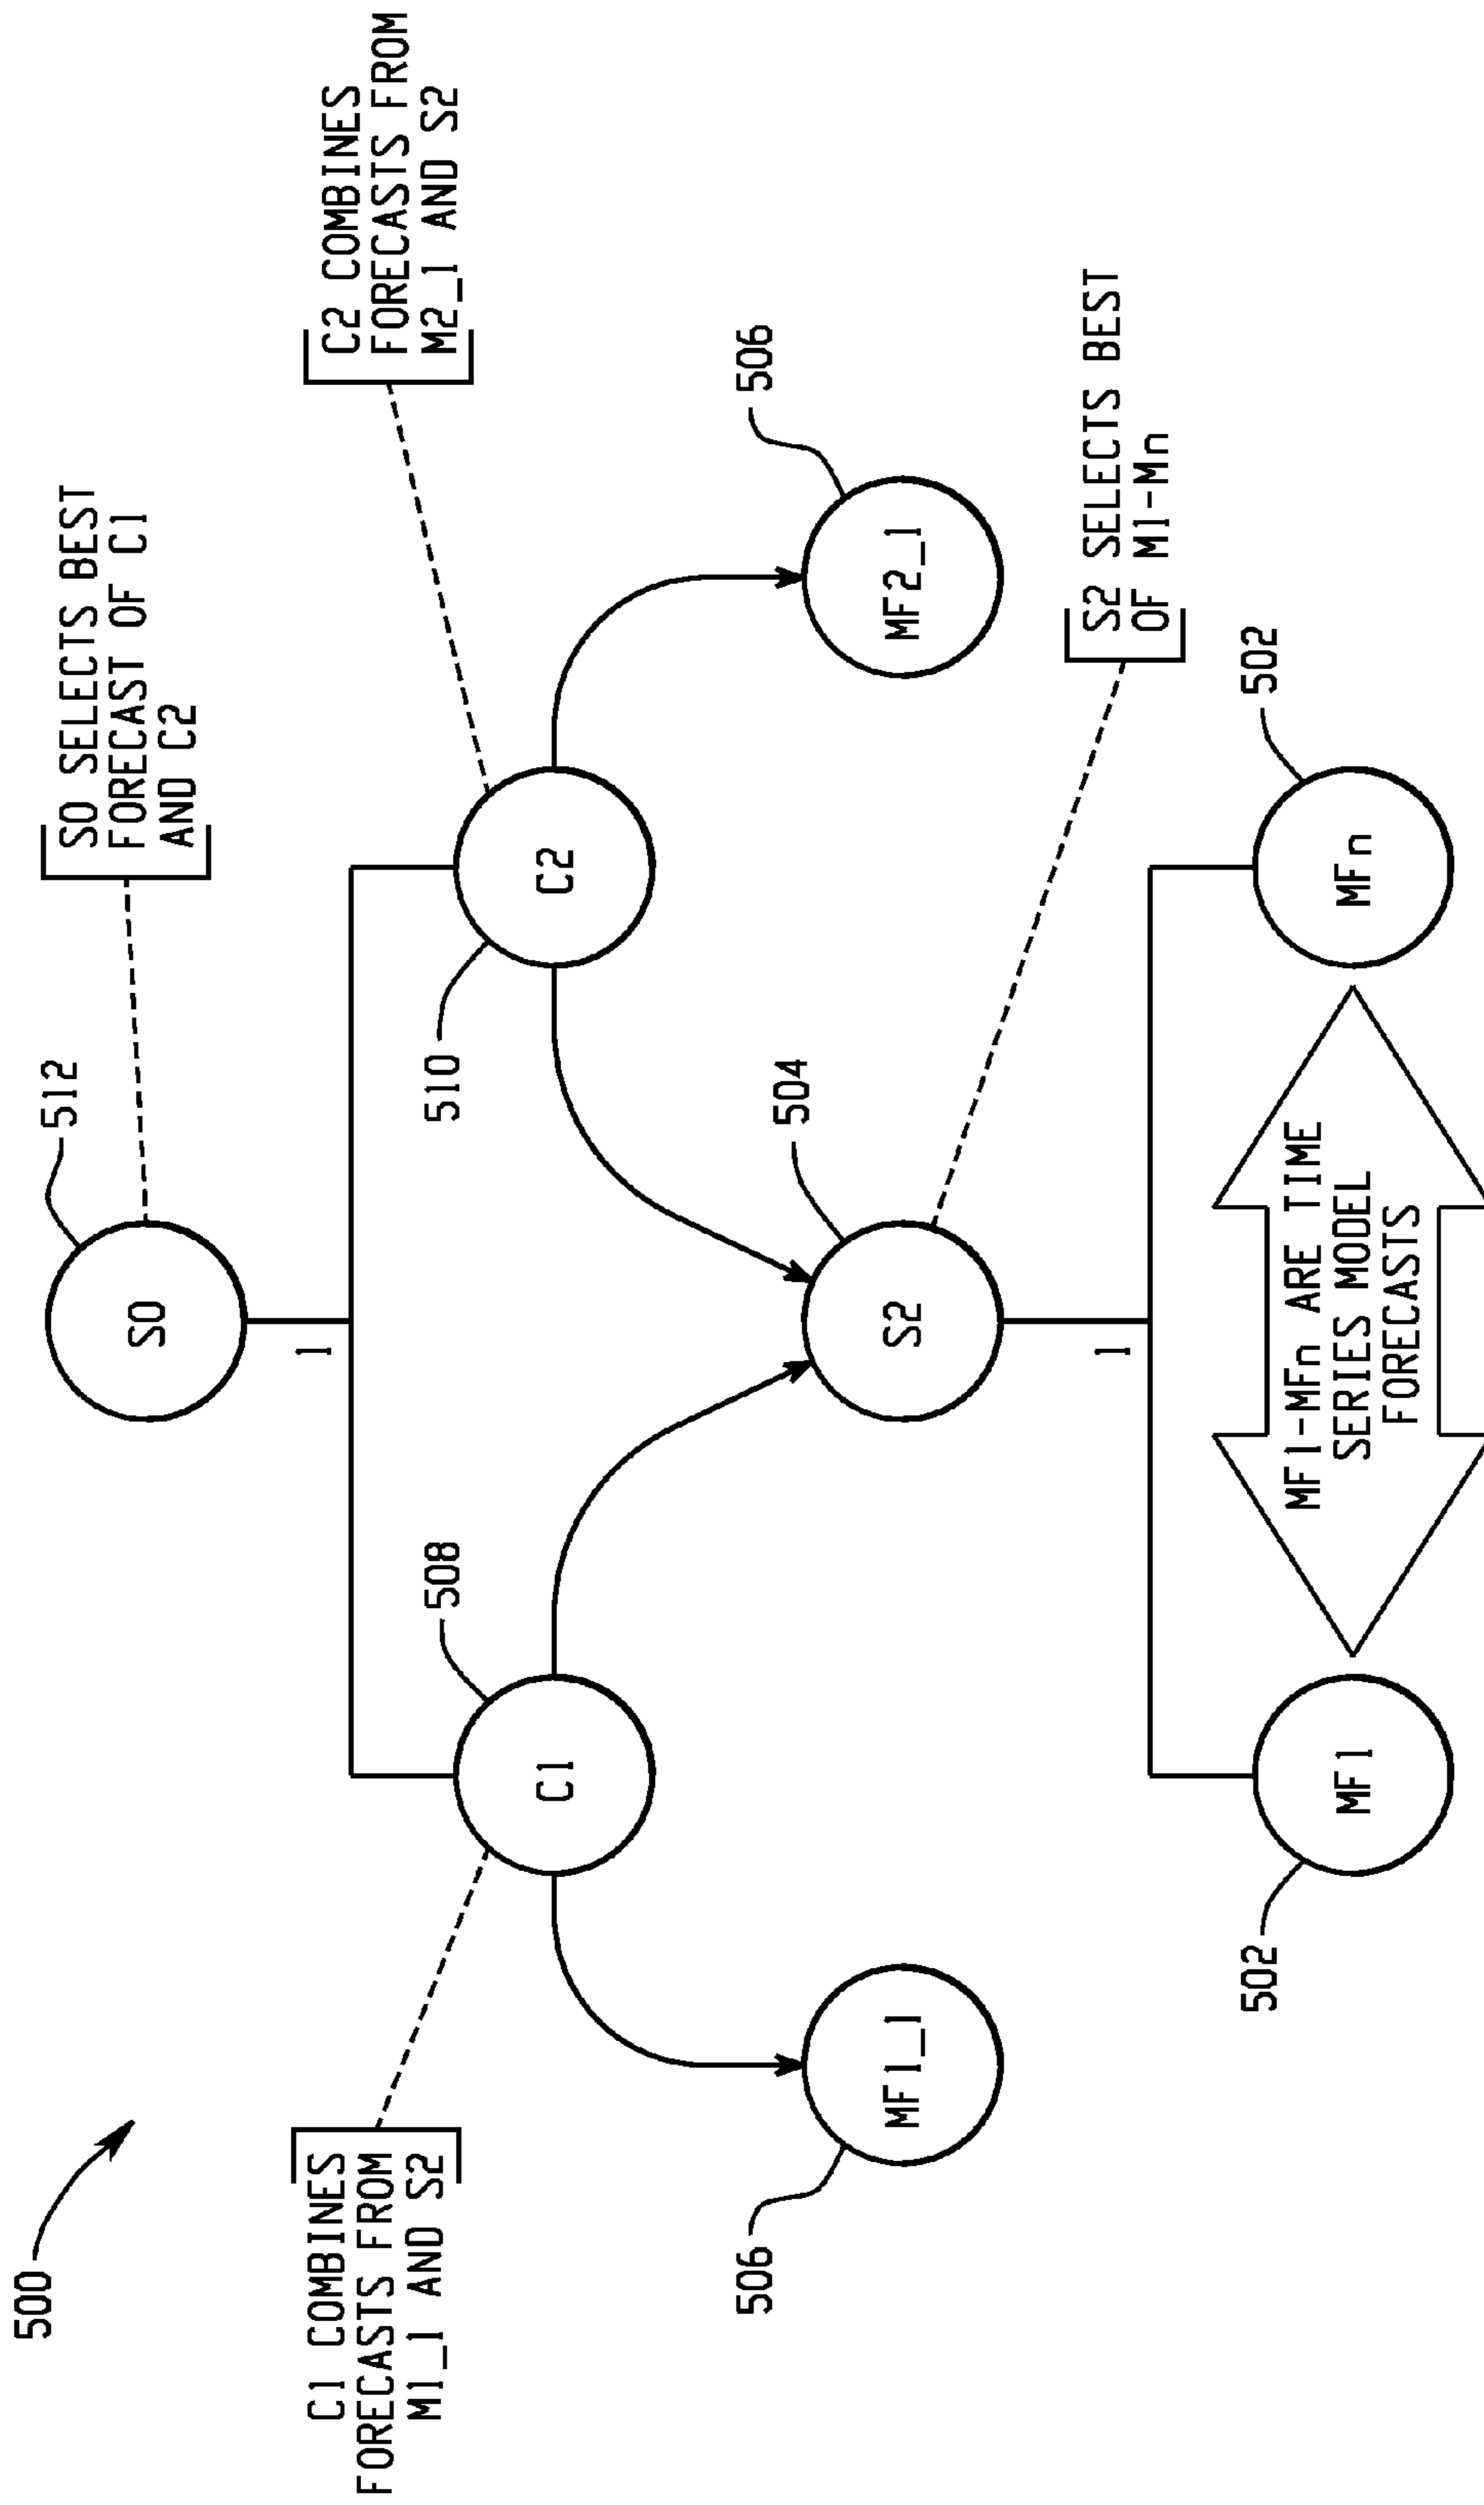 500
512
S0
S0 SELECTS BEST
FORECAST OF C1
AND C2
1
C1 COMBINES
FORECASTS FROM
M1_1 AND S2
508
C1
510
C2
C2 COMBINES
FORECASTS FROM
M2_1 AND S2
506
MF1_1
504
S2
506
MF2_1
1
S2 SELECTS BEST
OF M1-Mn
502
MF1
MF1-MFn ARE TIME
SERIES MODEL
FORECASTS
502
MFn